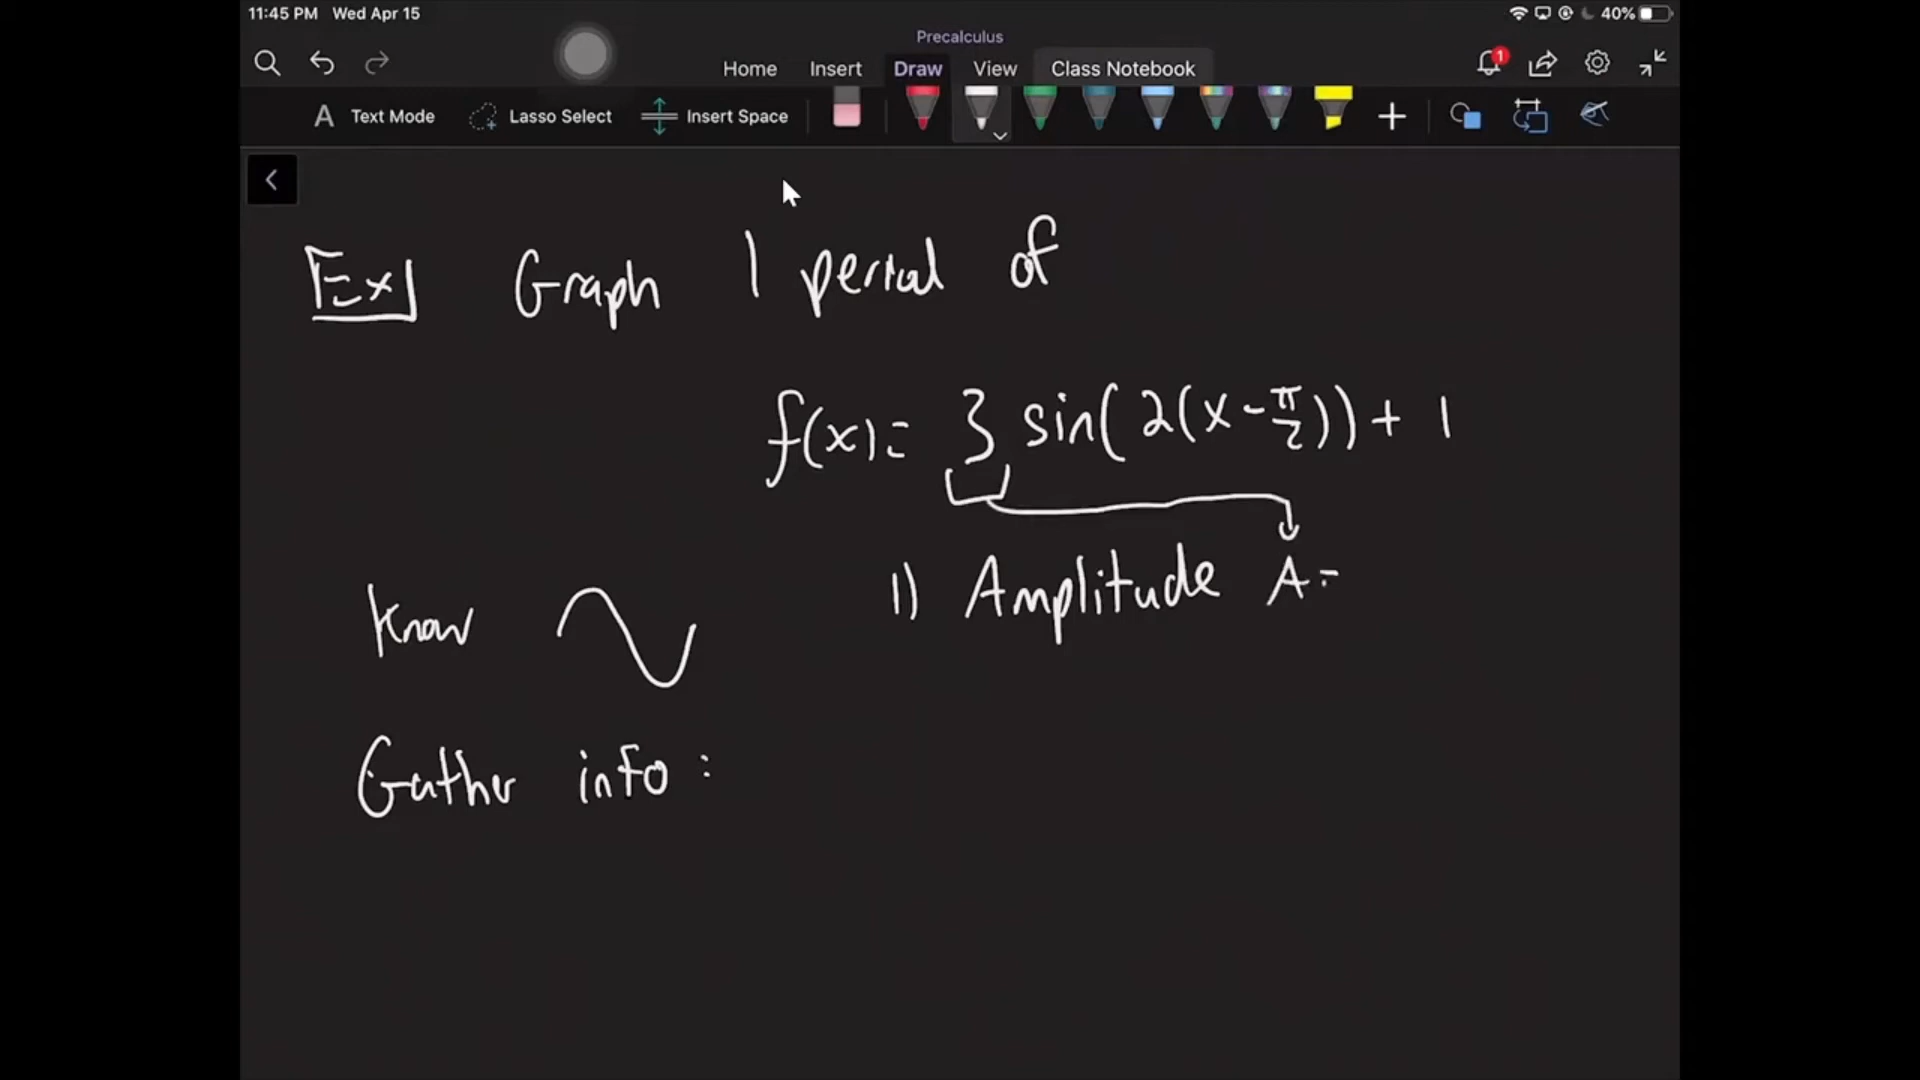 11:45 PM Wed Apr 15
40%
Precalculus
Home Insert Draw View Class Notebook
1
A Text Mode Lasso Select Insert Space
Ex Graph 1 period of
f(x)= 3 sin(2(x-π/2))+ 1
1) Amplitude A=
Know
Gather info :